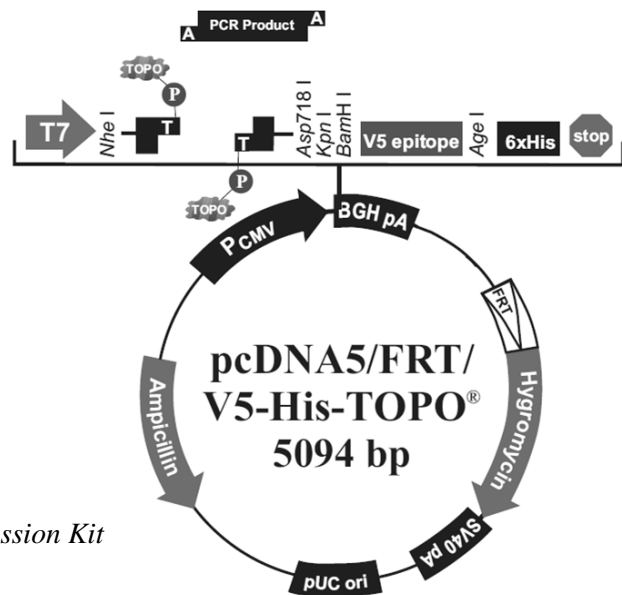 A PCR Product A
TOPO
P
T7
Nhe I
T
T
Asp718 I
Kpn I
BamH I
V5 epitope
Age I
6xHis
stop
P
TOPO
PCMV
BGH pA
FRT
pcDNA5/FRT/
V5-His-TOPO®
5094 bp
Ampicillin
Hygromycin
SV40 pA
pUC ori
ssion Kit